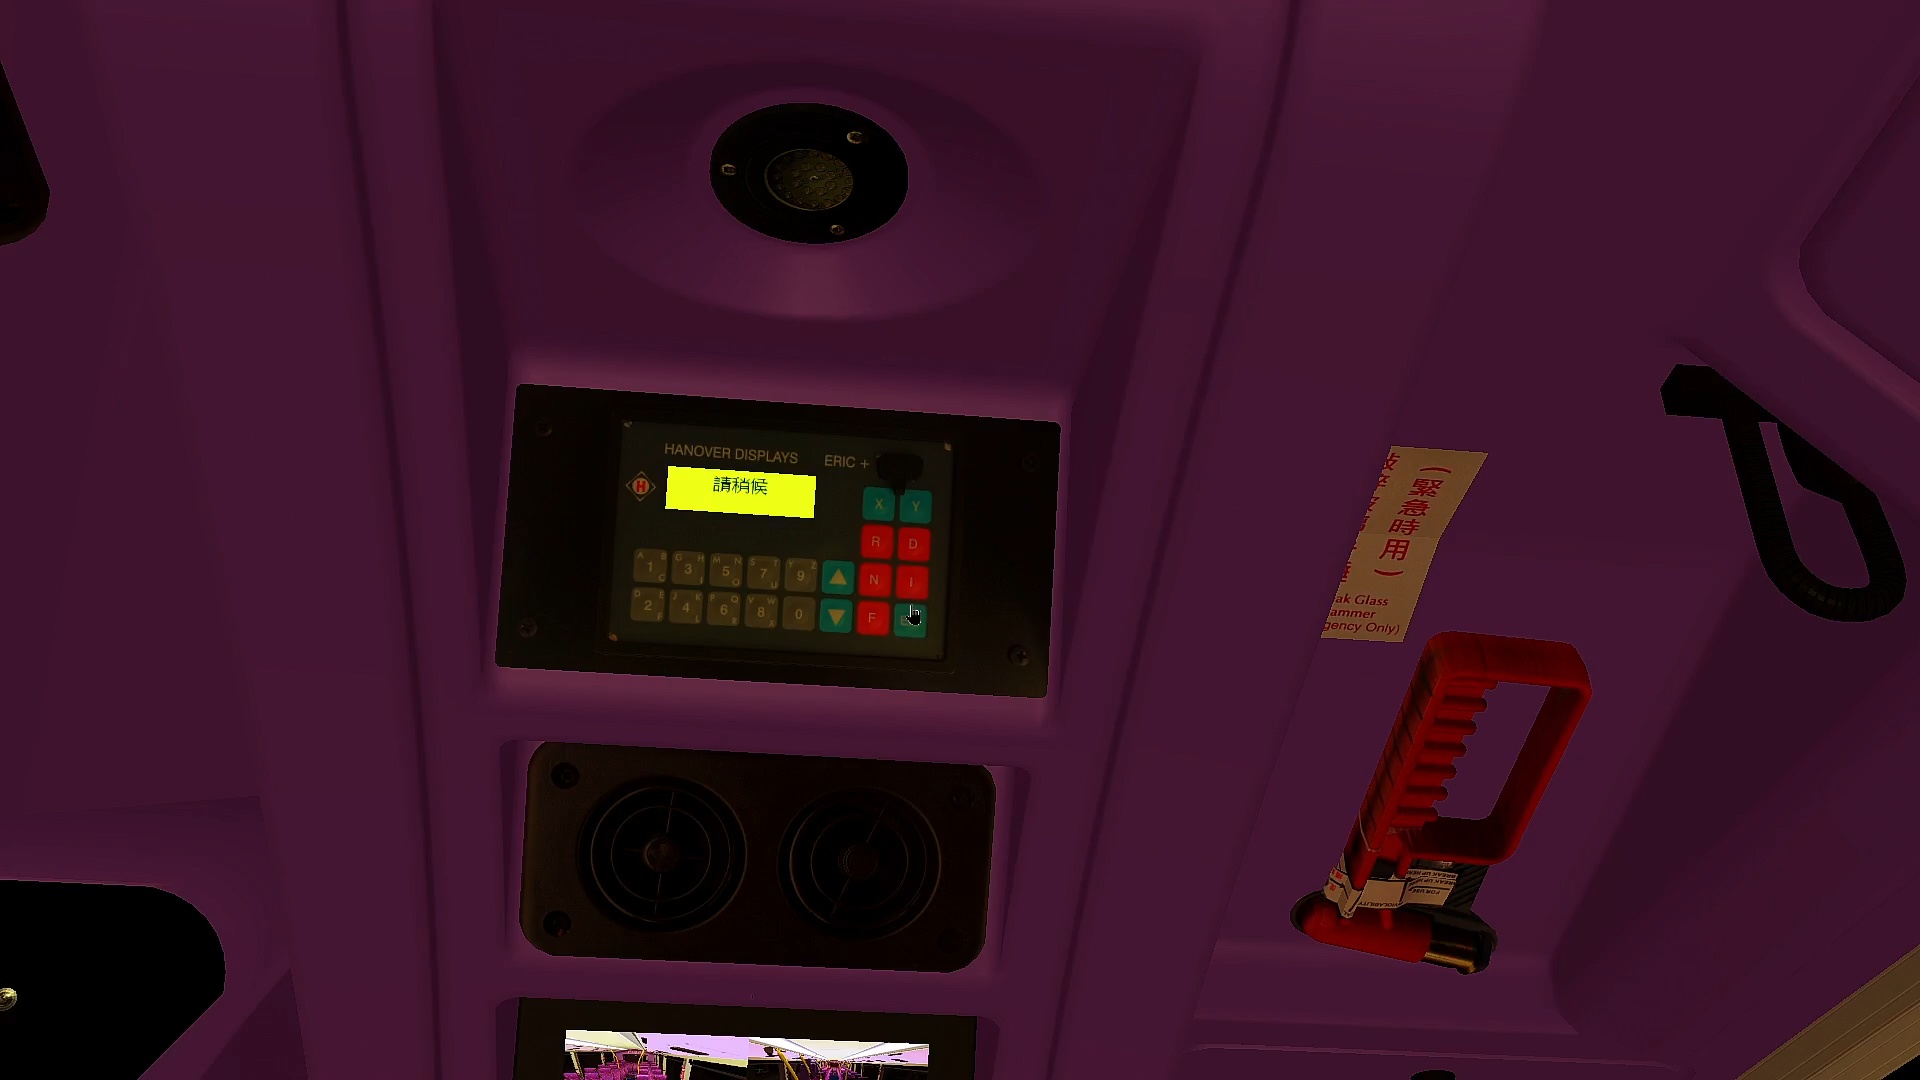 HANOVER DISPLAYS
ERIC +
H
請稍候
X Y
R D
1 3 5 7 9 N I
2 4 6 8 0 F
（緊急時用）
ak Glass
ammer
gency Only)